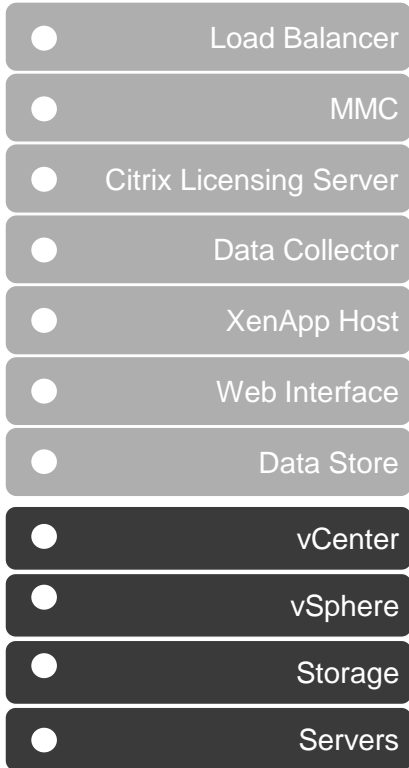 Load Balancer
MMC
Citrix Licensing Server
Data Collector
XenApp Host
Web Interface
Data Store
vCenter
vSphere
Storage
Servers